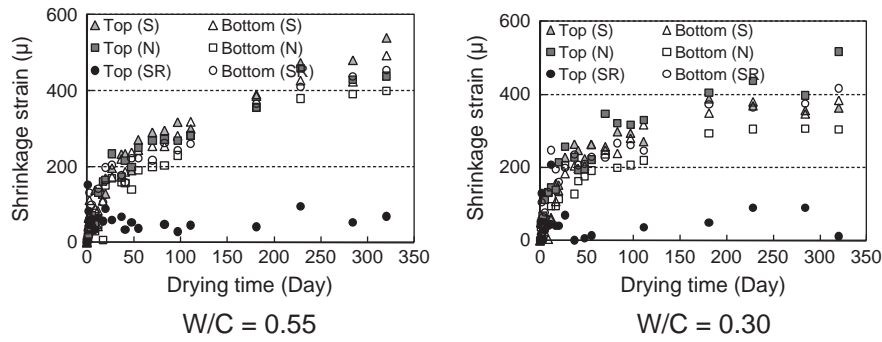 Shrinkage strain (μ)
600
400
200
0
Top (S) Bottom (S)
Top (N) Bottom (N)
Top (SR) Bottom (SR)
0 50 100 150 200 250 300 350
Drying time (Day)
W/C = 0.55
Shrinkage strain (μ)
600
400
200
0
Top (S) Bottom (S)
Top (N) Bottom (N)
Top (SR) Bottom (SR)
0 50 100 150 200 250 300 350
Drying time (Day)
W/C = 0.30